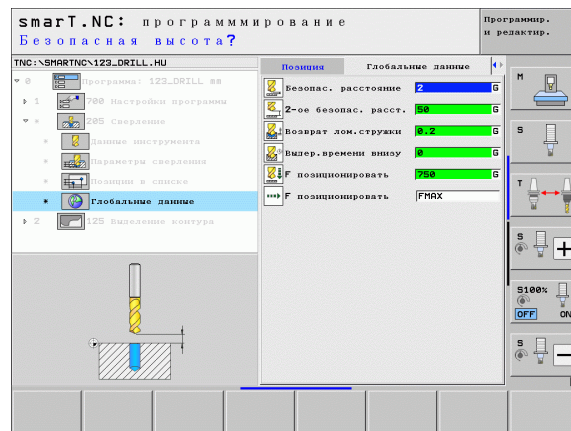 smarT.NC: программмирование
Программир. и редактир.
Безопасная высота?
TNC:\SMARTNC\123_DRILL.HU
0 Программа: 123_DRILL мм
1 700 Настройки программы
* 205 Сверление
* Данные инструмента
* Параметры сверления
* Позиции в списке
* Глобальные данные
2 125 Выделение контура
Позиция Глобальные данные
Безопас. расстояние 2 G
2-ое безопас. расст. 50 G
Возврат лом.стружки 0.2 G
Выдер.времени внизу 0 G
F позиционировать 750 G
F позиционировать FMAX
M
S
T
S
S100%
OFF ON
S